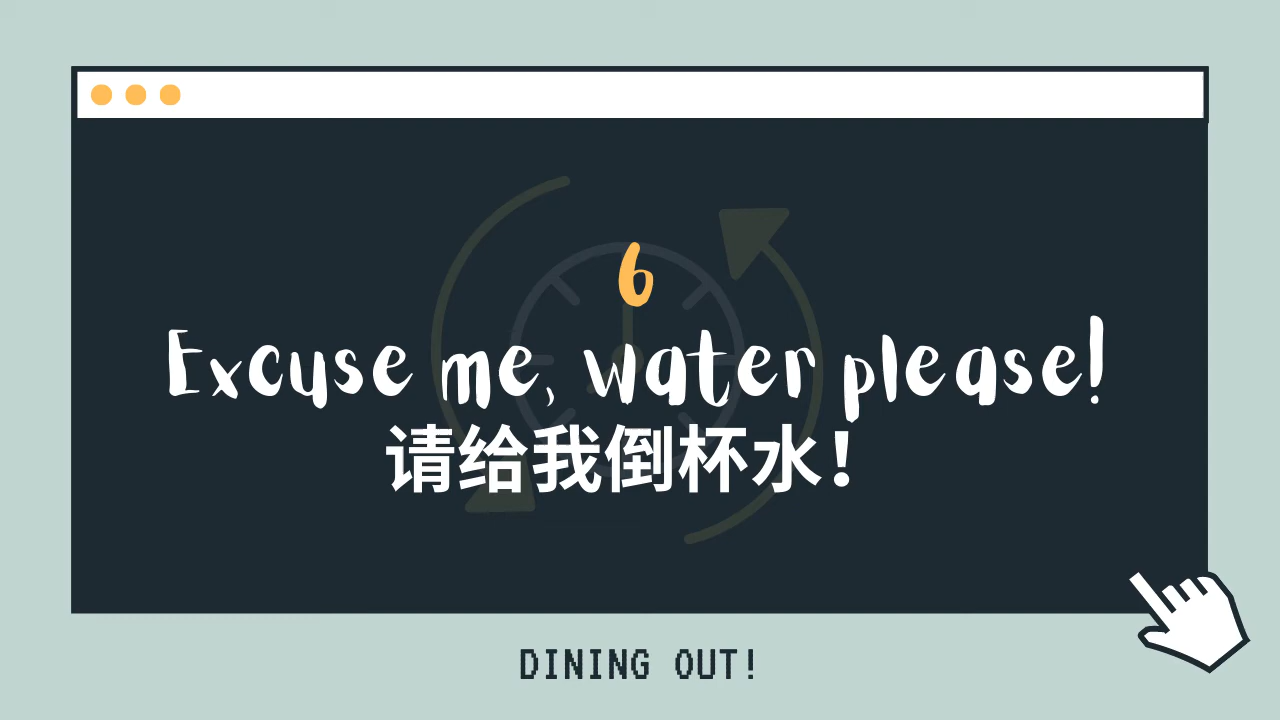 6
Excuse me, water please!
请给我倒杯水！
DINING OUT!